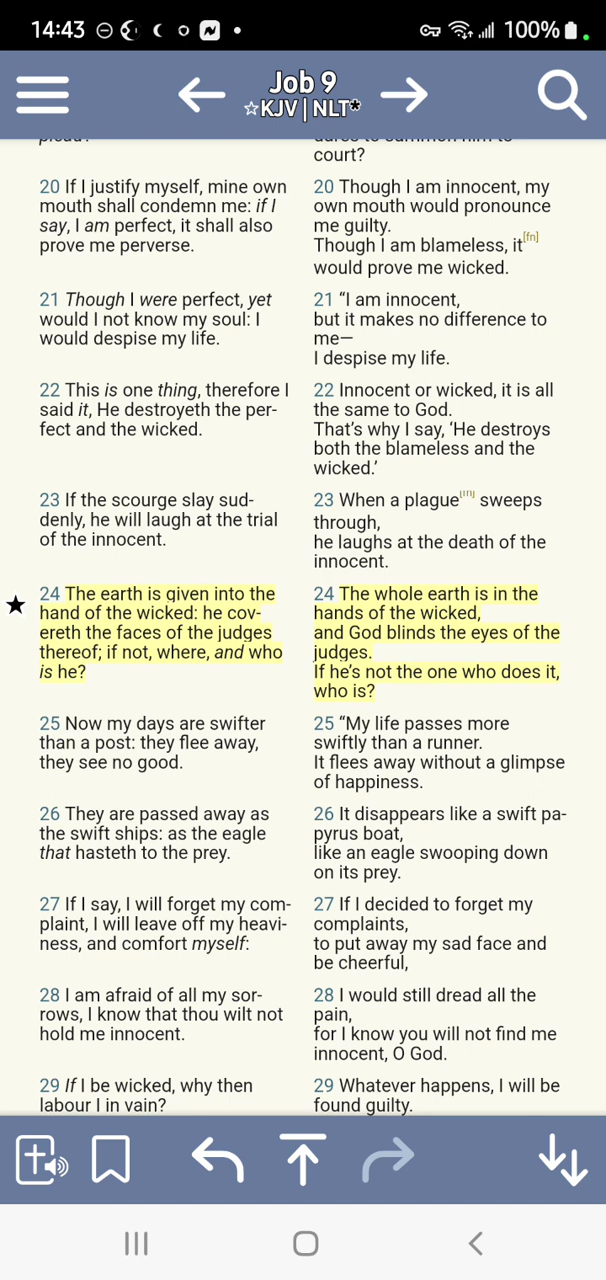 14:43
100%
Job 9
☆KJV | NLT*
court?
20 If I justify myself, mine own
mouth shall condemn me: if I
say, I am perfect, it shall also
prove me perverse.
20 Though I am innocent, my
own mouth would pronounce
me guilty.
Though I am blameless, it[fn]
would prove me wicked.
21 Though I were perfect, yet
would I not know my soul: I
would despise my life.
21 “I am innocent,
but it makes no difference to
me—
I despise my life.
22 This is one thing, therefore I
said it, He destroyeth the per-
fect and the wicked.
22 Innocent or wicked, it is all
the same to God.
That’s why I say, ‘He destroys
both the blameless and the
wicked.’
23 If the scourge slay sud-
denly, he will laugh at the trial
of the innocent.
23 When a plague[fn] sweeps
through,
he laughs at the death of the
innocent.
24 The earth is given into the
hand of the wicked: he cov-
ereth the faces of the judges
thereof; if not, where, and who
is he?
24 The whole earth is in the
hands of the wicked,
and God blinds the eyes of the
judges.
If he’s not the one who does it,
who is?
25 Now my days are swifter
than a post: they flee away,
they see no good.
25 “My life passes more
swiftly than a runner.
It flees away without a glimpse
of happiness.
26 They are passed away as
the swift ships: as the eagle
that hasteth to the prey.
26 It disappears like a swift pa-
pyrus boat,
like an eagle swooping down
on its prey.
27 If I say, I will forget my com-
plaint, I will leave off my heavi-
ness, and comfort myself:
27 If I decided to forget my
complaints,
to put away my sad face and
be cheerful,
28 I am afraid of all my sor-
rows, I know that thou wilt not
hold me innocent.
28 I would still dread all the
pain,
for I know you will not find me
innocent, O God.
29 If I be wicked, why then
labour I in vain?
29 Whatever happens, I will be
found guilty.